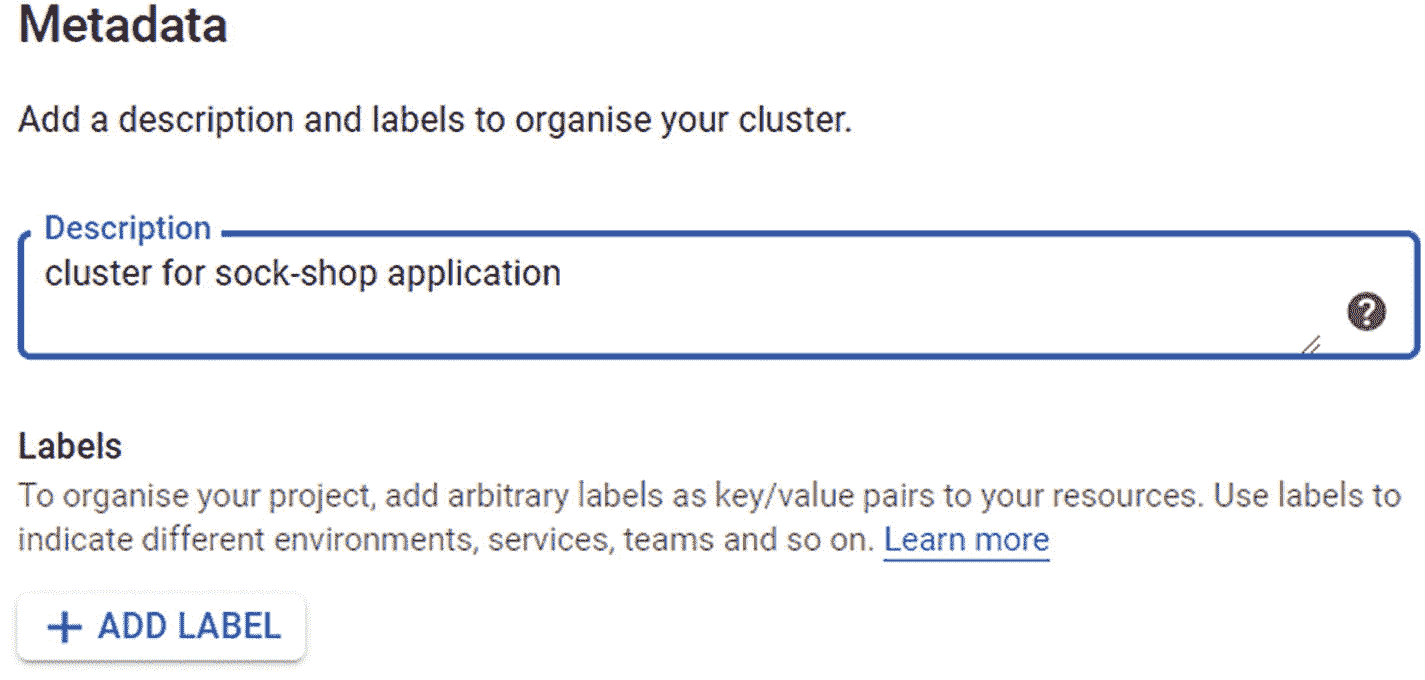 Metadata
Add a description and labels to organise your cluster.
Description
cluster for sock-shop application
Labels
To organise your project, add arbitrary labels as key/value pairs to your resources. Use labels to
indicate different environments, services, teams and so on. Learn more
+ ADD LABEL